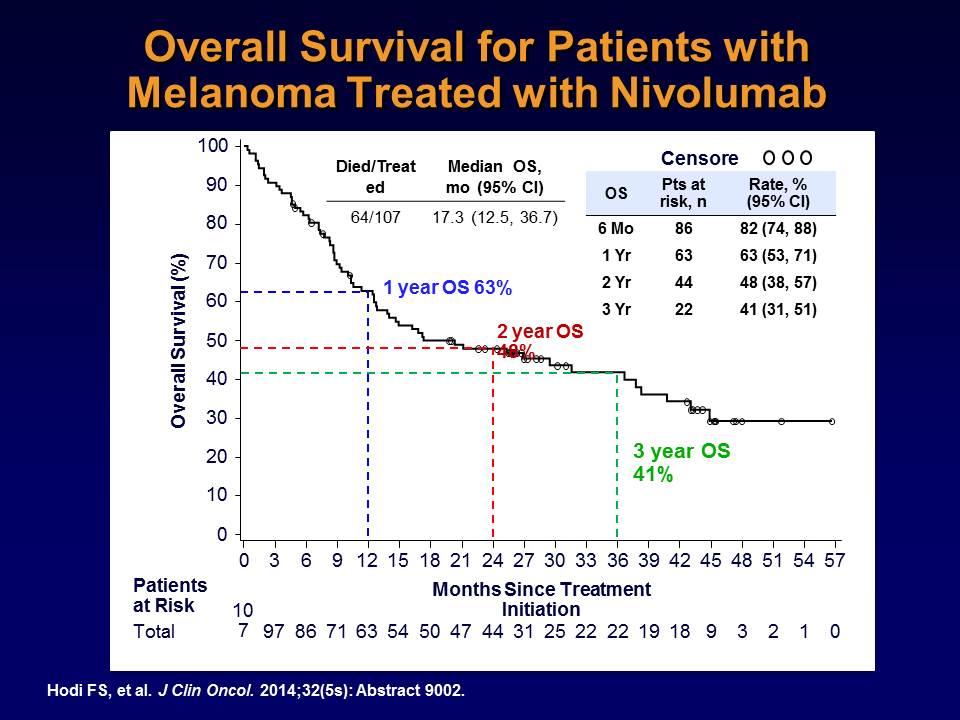 Overall Survival for Patients with
Melanoma Treated with Nivolumab
100
90
80
70
60
50
40
30
20
10
0
Overall Survival (%)
Died/Treat
ed
Median OS,
mo (95% CI)
64/107 17.3 (12.5, 36.7)
Censore
OS Pts at risk, n Rate, % (95% CI)
6 Mo 86 82 (74, 88)
1 Yr 63 63 (53, 71)
2 Yr 44 48 (38, 57)
3 Yr 22 41 (31, 51)
1 year OS 63%
2 year OS
48%
3 year OS
41%
0 3 6 9 12 15 18 21 24 27 30 33 36 39 42 45 48 51 54 57
Months Since Treatment
Initiation
Patients
at Risk
Total 107 97 86 71 63 54 50 47 44 31 25 22 22 19 18 9 3 2 1 0
Hodi FS, et al. J Clin Oncol. 2014;32(5s): Abstract 9002.